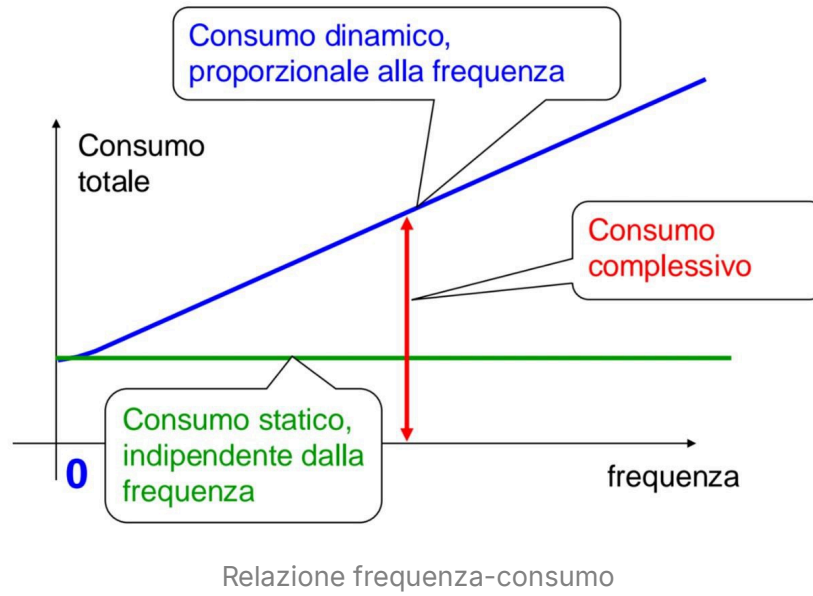 Consumo dinamico,
proporzionale alla frequenza
Consumo
totale
Consumo
complessivo
Consumo statico,
indipendente dalla
frequenza
0
frequenza
Relazione frequenza-consumo